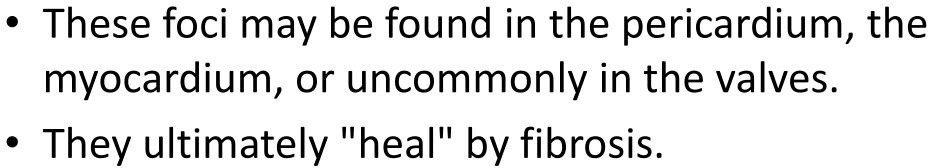 • These foci may be found in the pericardium, the
myocardium, or uncommonly in the valves.
• They ultimately "heal" by fibrosis.